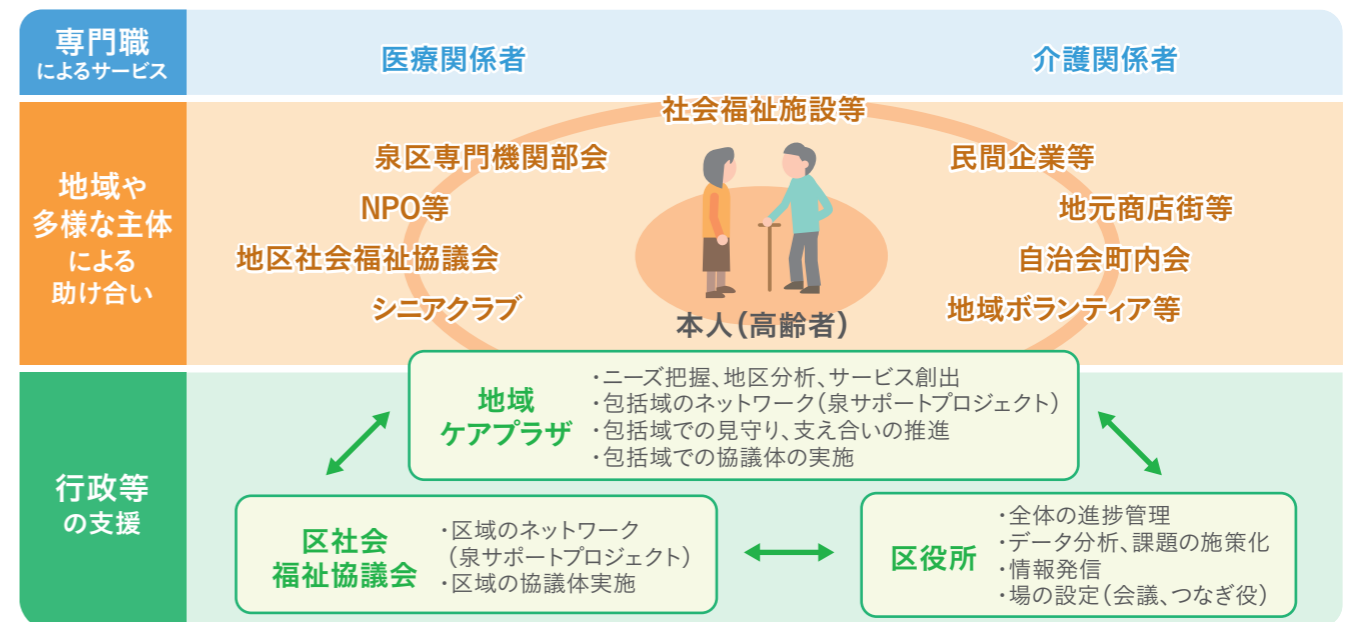 専門職
によるサービス
医療関係者
介護関係者
地域や
多様な主体
による
助け合い
社会福祉施設等
泉区専門機関部会
民間企業等
NPO等
地元商店街等
地区社会福祉協議会
自治会町内会
シニアクラブ
地域ボランティア等
本人（高齢者）
行政等
の支援
地域
ケアプラザ
・ニーズ把握、地区分析、サービス創出
・包括域のネットワーク（泉サポートプロジェクト）
・包括域での見守り、支え合いの推進
・包括域での協議体の実施
区社会
福祉協議会
・区域のネットワーク
（泉サポートプロジェクト）
・区域の協議体実施
区役所
・全体の進捗管理
・データ分析、課題の施策化
・情報発信
・場の設定（会議、つなぎ役）